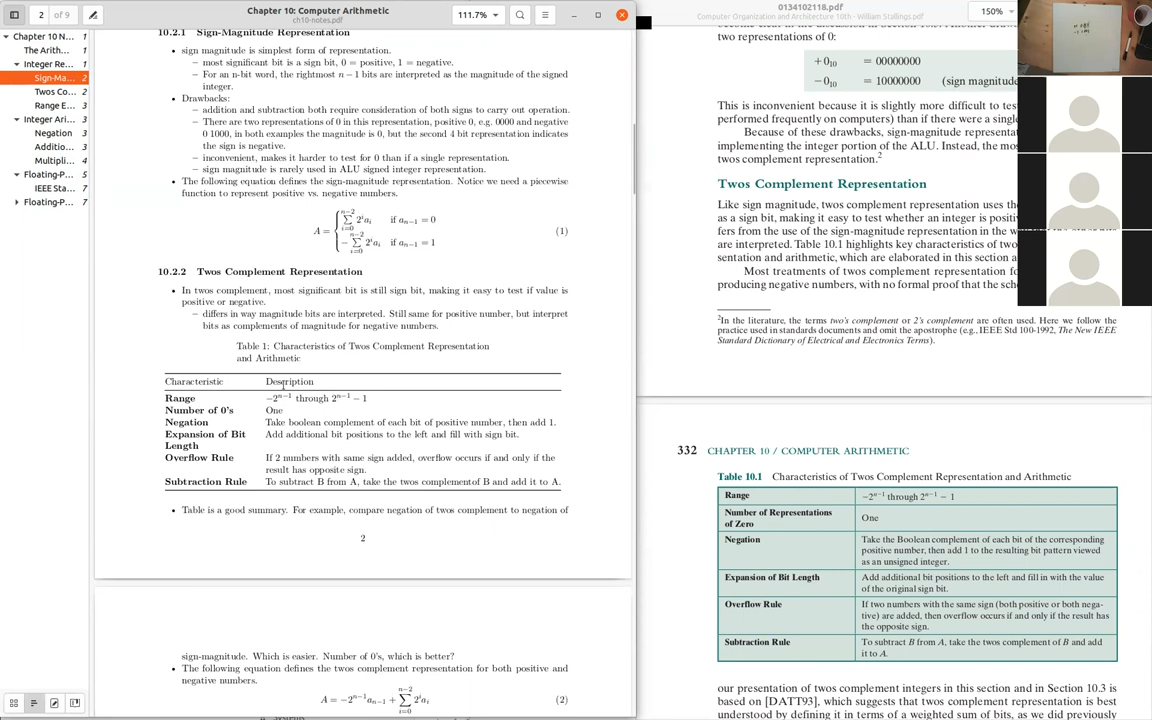 Chapter 10: Computer Arithmetic
ch10-notes.pdf
2 of 9
111.7%
Chapter 10 N...
The Arith... 1
Integer Re... 1
Sign-Ma... 2
Twos Co... 2
Range E... 3
Integer Ari... 3
Negation 3
Additio... 3
Multipli... 4
Floating-P... 7
IEEE Sta... 7
Floating-P... 7
10.2.1 Sign-Magnitude Representation
• sign magnitude is simplest form of representation.
– most significant bit is a sign bit, 0 = positive, 1 = negative.
– For an n-bit word, the rightmost n − 1 bits are interpreted as the magnitude of the signed
integer.
• Drawbacks:
– addition and subtraction both require consideration of both signs to carry out operation.
– There are two representations of 0 in this representation, positive 0, e.g. 0000 and negative
0 1000, in both examples the magnitude is 0, but the second 4 bit representation indicates
the sign is negative.
– inconvenient, makes it harder to test for 0 than if a single representation.
– sign magnitude is rarely used in ALU signed integer representation.
• The following equation defines the sign-magnitude representation. Notice we need a piecewise
function to represent positive vs. negative numbers.
A = { ∑_{i=0}^{n−2} 2^i a_i if a_{n−1} = 0
− ∑_{i=0}^{n−2} 2^i a_i if a_{n−1} = 1 (1)
10.2.2 Twos Complement Representation
• In twos complement, most significant bit is still sign bit, making it easy to test if value is
positive or negative.
– differs in way magnitude bits are interpreted. Still same for positive number, but interpret
bits as complements of magnitude for negative numbers.
Table 1: Characteristics of Twos Complement Representation
and Arithmetic
Characteristic Description
Range −2^{n−1} through 2^{n−1} − 1
Number of 0's One
Negation Take boolean complement of each bit of positive number, then add 1.
Expansion of Bit Add additional bit positions to the left and fill with sign bit.
Length
Overflow Rule If 2 numbers with same sign added, overflow occurs if and only if the
result has opposite sign.
Subtraction Rule To subtract B from A, take the twos complementof B and add it to A.
• Table is a good summary. For example, compare negation of twos complement to negation of
2
sign-magnitude. Which is easier. Number of 0's, which is better?
• The following equation defines the twos complement representation for both positive and
negative numbers.
A = −2^{n−1} a_{n−1} + ∑_{i=0}^{n−2} 2^i a_i (2)
0134102118.pdf
Computer Organization and Architecture 10th - William Stallings.pdf
150%
two representations of 0:
+0₁₀ = 00000000
−0₁₀ = 10000000 (sign magnitude
This is inconvenient because it is slightly more difficult to test
performed frequently on computers) than if there were a single
Because of these drawbacks, sign-magnitude representat
implementing the integer portion of the ALU. Instead, the mos
twos complement representation.²
Twos Complement Representation
Like sign magnitude, twos complement representation uses the
as a sign bit, making it easy to test whether an integer is positiv
fers from the use of the sign-magnitude representation in the w
are interpreted. Table 10.1 highlights key characteristics of two
sentation and arithmetic, which are elaborated in this section a
Most treatments of twos complement representation fo
producing negative numbers, with no formal proof that the sche
²In the literature, the terms two's complement or 2's complement are often used. Here we follow the
practice used in standards documents and omit the apostrophe (e.g., IEEE Std 100-1992, The New IEEE
Standard Dictionary of Electrical and Electronics Terms).
332 CHAPTER 10 / COMPUTER ARITHMETIC
Table 10.1 Characteristics of Twos Complement Representation and Arithmetic
Range −2^{n−1} through 2^{n−1} − 1
Number of Representations One
of Zero
Negation Take the Boolean complement of each bit of the corresponding
positive number, then add 1 to the resulting bit pattern viewed
as an unsigned integer.
Expansion of Bit Length Add additional bit positions to the left and fill in with the value
of the original sign bit.
Overflow Rule If two numbers with the same sign (both positive or both nega-
tive) are added, then overflow occurs if and only if the result has
the opposite sign.
Subtraction Rule To subtract B from A, take the twos complement of B and add
it to A.
our presentation of twos complement integers in this section and in Section 10.3 is
based on [DATT93], which suggests that twos complement representation is best
understood by defining it in terms of a weighted sum of bits, as we did previously